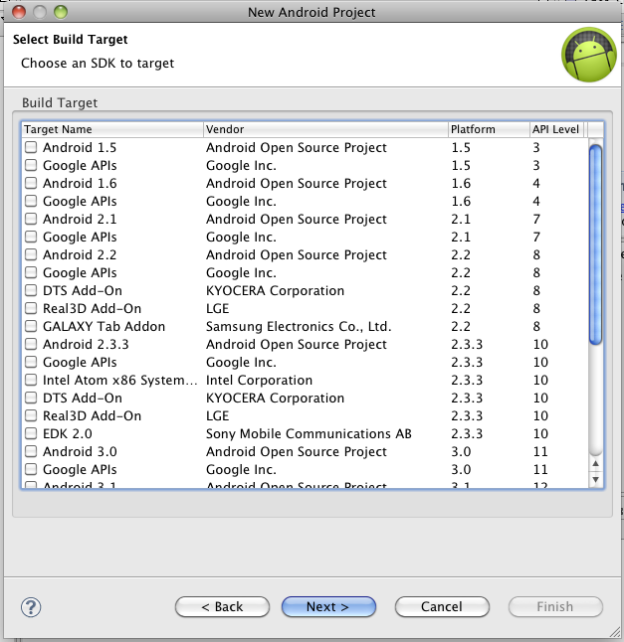 New Android Project
Select Build Target
Choose an SDK to target
Build Target
Target Name Vendor Platform API Level
Android 1.5 Android Open Source Project 1.5 3
Google APIs Google Inc. 1.5 3
Android 1.6 Android Open Source Project 1.6 4
Google APIs Google Inc. 1.6 4
Android 2.1 Android Open Source Project 2.1 7
Google APIs Google Inc. 2.1 7
Android 2.2 Android Open Source Project 2.2 8
Google APIs Google Inc. 2.2 8
DTS Add-On KYOCERA Corporation 2.2 8
Real3D Add-On LGE 2.2 8
GALAXY Tab Addon Samsung Electronics Co., Ltd. 2.2 8
Android 2.3.3 Android Open Source Project 2.3.3 10
Google APIs Google Inc. 2.3.3 10
Intel Atom x86 System... Intel Corporation 2.3.3 10
DTS Add-On KYOCERA Corporation 2.3.3 10
Real3D Add-On LGE 2.3.3 10
EDK 2.0 Sony Mobile Communications AB 2.3.3 10
Android 3.0 Android Open Source Project 3.0 11
Google APIs Google Inc. 3.0 11
Android 3.1 Android Open Source Project 3.1 12
? < Back Next > Cancel Finish